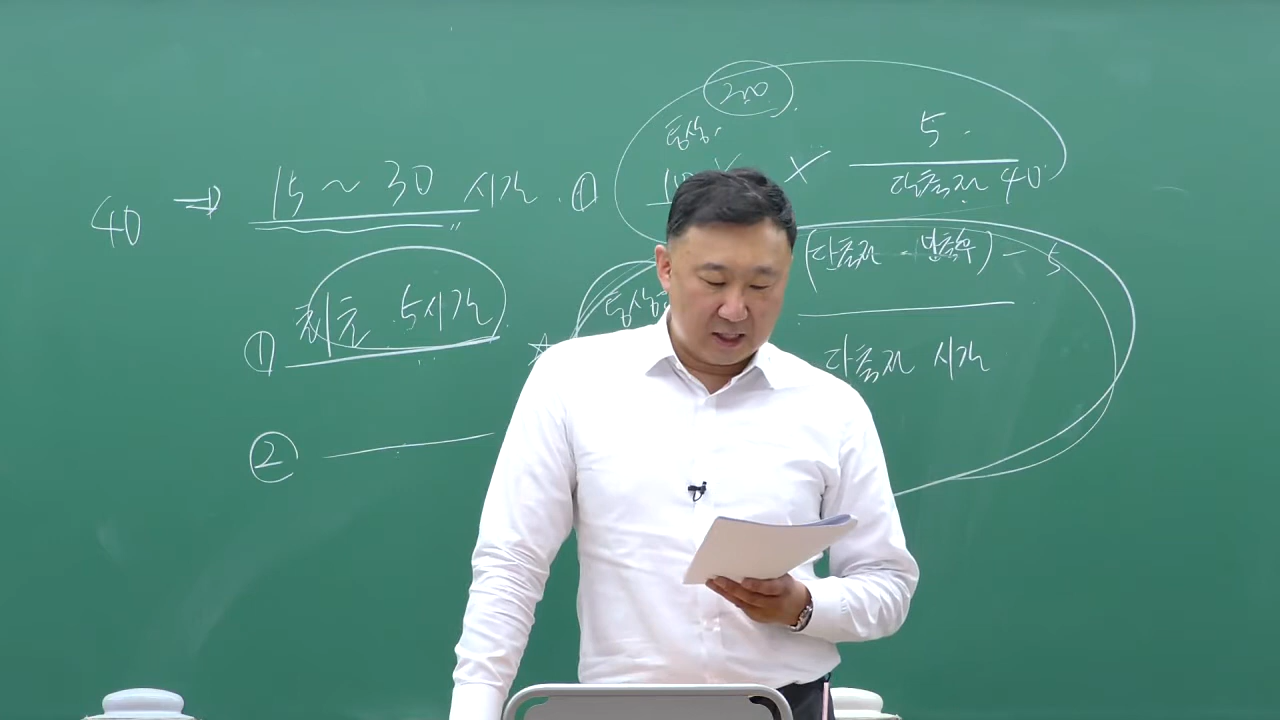 200
통상.
× 5
단축전 40
40 ⇒ 15 ~ 30 시간. ①
(단축전 - 단축후) - 5
단축전 시간
① 최초 5시간
☆ 통상
②